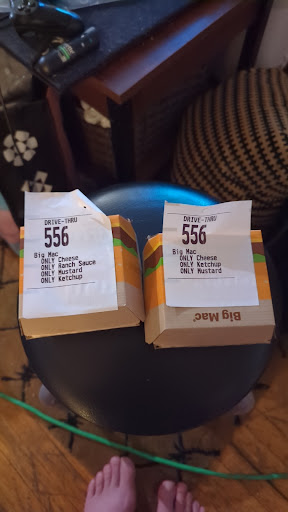 DRIVE-THRU
556
Big Mac
ONLY Cheese
ONLY Ranch Sauce
ONLY Mustard
ONLY Ketchup
DRIVE-THRU
556
Big Mac
ONLY Cheese
ONLY Ketchup
ONLY Mustard
Big Mac